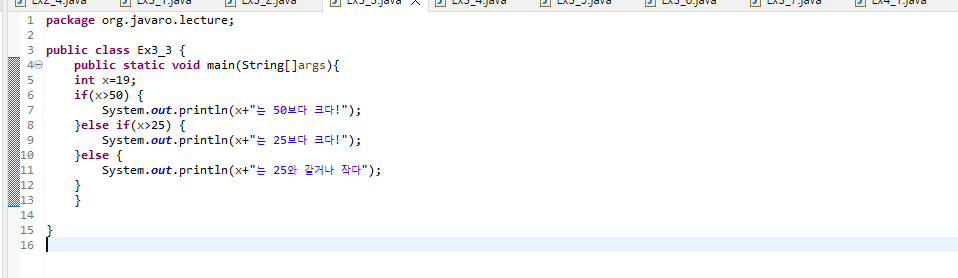 Ex2_4.java Ex3_1.java Ex3_2.java Ex3_3.java Ex3_4.java Ex3_5.java Ex3_6.java Ex3_7.java Ex4_1.java
1 package org.javaro.lecture;
2
3 public class Ex3_3 {
4 public static void main(String[]args){
5 int x=19;
6 if(x>50) {
7 System.out.println(x+"는 50보다 크다!");
8 }else if(x>25) {
9 System.out.println(x+"는 25보다 크다!");
10 }else {
11 System.out.println(x+"는 25와 같거나 작다");
12 }
13 }
14
15 }
16